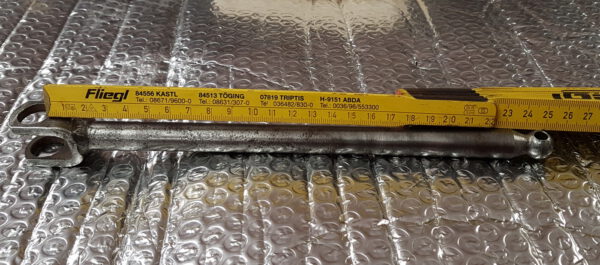 Fliegl
84556 KASTL 84513 TÖGING 07819 TRIPTIS H-9151 ABDA
Tel.: 08671/9600-0 Tel.: 08631/307-0 Tel 036482/830-0 Tel.: 0036/96/553300
1 2 3 4 5 6 7 8 9 10 11 12 13 14 15 16 17 18 19 20 21 22 23 24 25 26 27